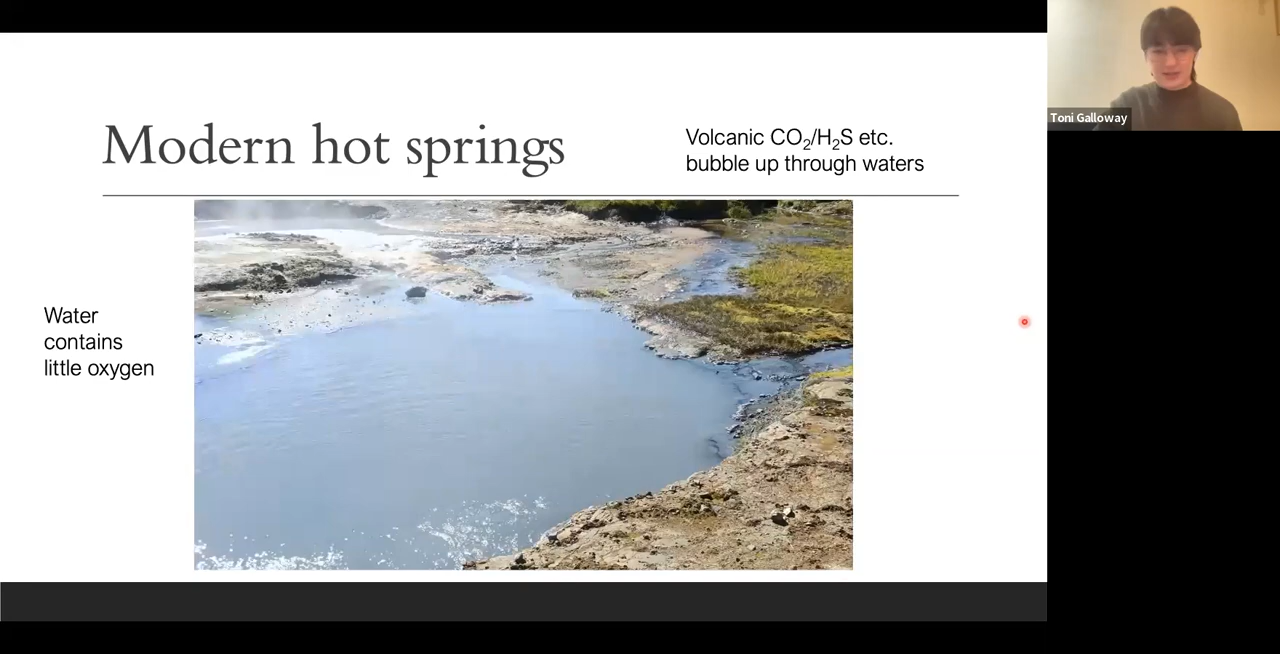 Modern hot springs
Volcanic CO₂/H₂S etc.
bubble up through waters
Water
contains
little oxygen
Toni Galloway